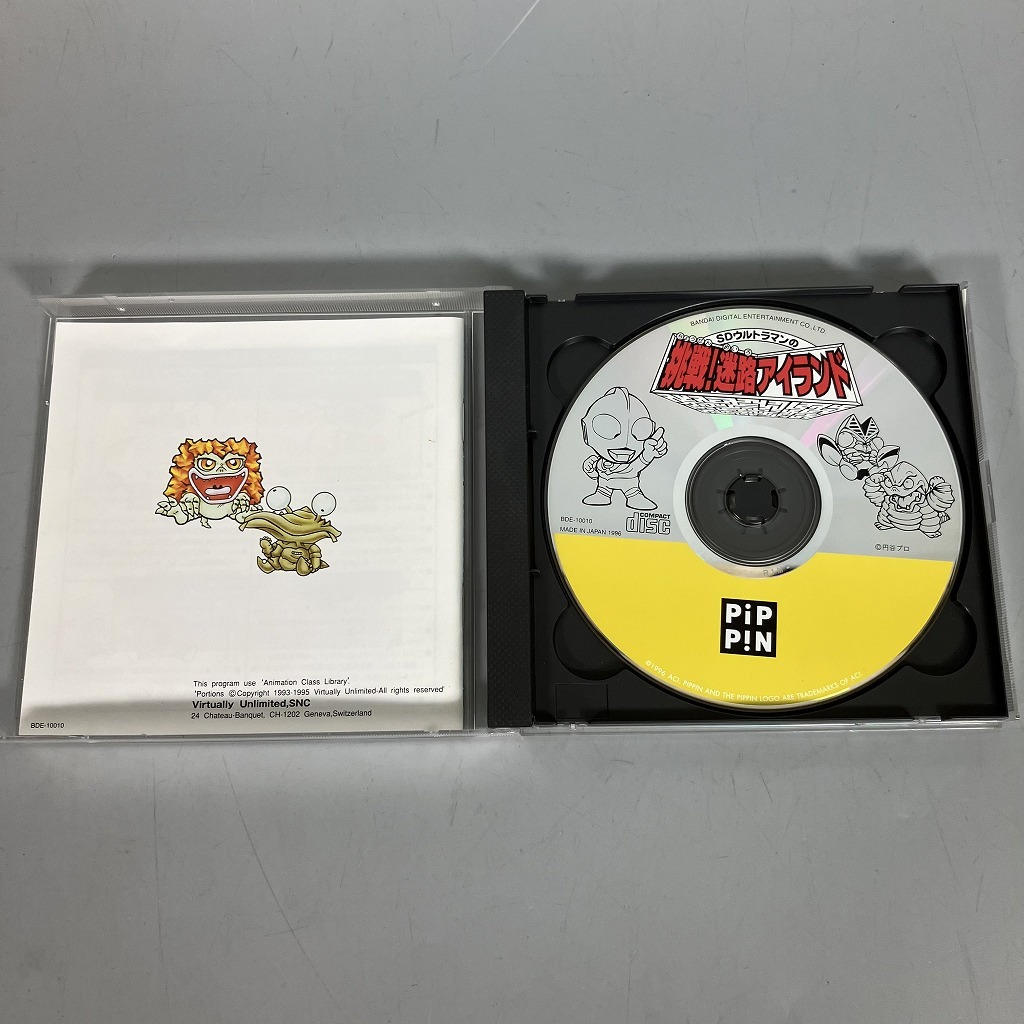 This program use 'Animation Class Library'
'Portions ©Copyright 1993-1995 Virtually Unlimited-All rights reserved'
Virtually Unlimited,SNC
24 Chateau-Banquet, CH-1202 Geneva,Switzerland
BDE-10010
BANDAI DIGITAL ENTERTAINMENT CO.,LTD
SDウルトラマンの
挑戦!迷路アイランド
BDE-10010
MADE IN JAPAN 1996
COMPACT
disc
©円谷プロ
PiP
P!N
©1996 ACI, PIPPIN AND THE PIPPIN LOGO ARE TRADEMARKS OF ACI.